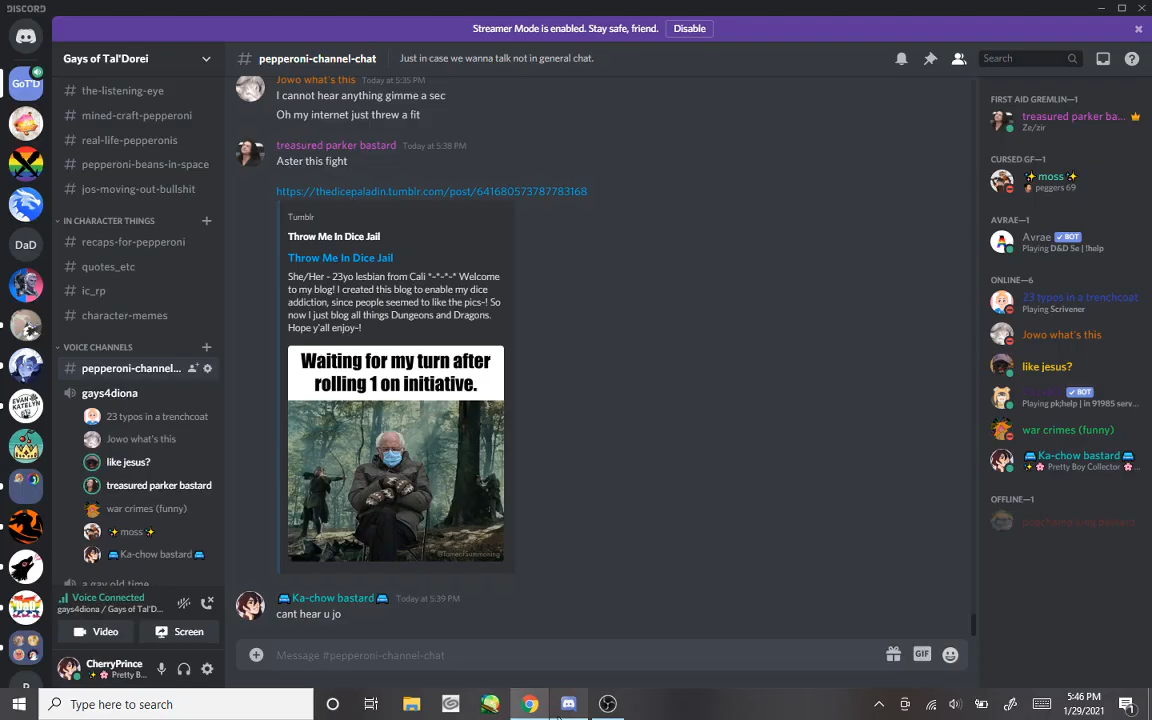 DISCORD
Streamer Mode is enabled. Stay safe, friend.
Disable
GoT'D
DaD
EVAN
KATELYN
DaD
P
Gays of Tal'Dorei
# the-listening-eye
# mined-craft-pepperoni
# real-life-pepperonis
# pepperoni-beans-in-space
# jos-moving-out-bullshit
IN CHARACTER THINGS
# recaps-for-pepperoni
# quotes_etc
# ic_rp
# character-memes
VOICE CHANNELS
# pepperoni-channel...
gays4diona
23 typos in a trenchcoat
Jowo what's this
like jesus?
treasured parker bastard
war crimes (funny)
✨ moss ✨
🚘 Ka-chow bastard 🚘
a gay old time
Voice Connected
gays4diona / Gays of Tal'D...
Video
Screen
CherryPrince
✨ 🌸 Pretty B...
# pepperoni-channel-chat
Just in case we wanna talk not in general chat.
Search
Jowo what's this Today at 5:35 PM
I cannot hear anything gimme a sec
Oh my internet just threw a fit
treasured parker bastard Today at 5:38 PM
Aster this fight
https://thedicepaladin.tumblr.com/post/641680573787783168
Tumblr
Throw Me In Dice Jail
Throw Me In Dice Jail
She/Her - 23yo lesbian from Cali *-*-*-* Welcome
to my blog! I created this blog to enable my dice
addiction, since people seemed to like the pics-! So
now I just blog all things Dungeons and Dragons.
Hope y'all enjoy-!
Waiting for my turn after
rolling 1 on initiative.
🚘 Ka-chow bastard 🚘 Today at 5:39 PM
cant hear u jo
Message #pepperoni-channel-chat
GIF
FIRST AID GREMLIN—1
treasured parker ba...
Ze/zir
CURSED GF—1
✨ moss ✨
peggers 69
AVRAE—1
Avrae ✓ BOT
Playing D&D 5e | !help
ONLINE—6
23 typos in a trenchcoat
Playing Scrivener
Jowo what's this
like jesus?
✓ BOT
Playing pk;help | in 91985 serv...
war crimes (funny)
🚘 Ka-chow bastard 🚘
✨ 🌸 Pretty Boy Collector 🌸 ...
OFFLINE—1
Type here to search
5:46 PM
1/29/2021
1